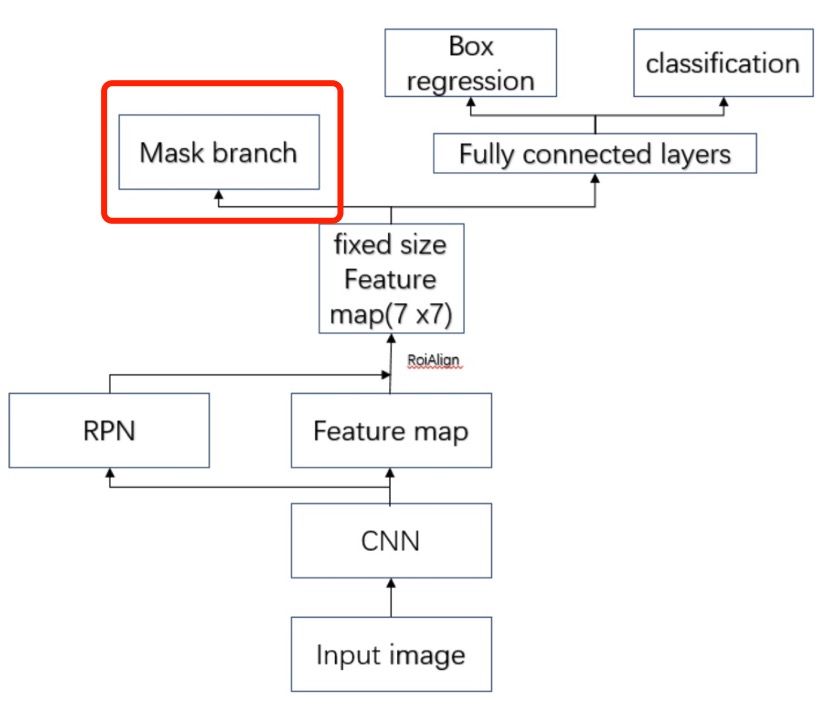 Box
regression
classification
Mask branch
Fully connected layers
fixed size
Feature
map(7 x7)
RoiAlign
RPN
Feature map
CNN
Input image